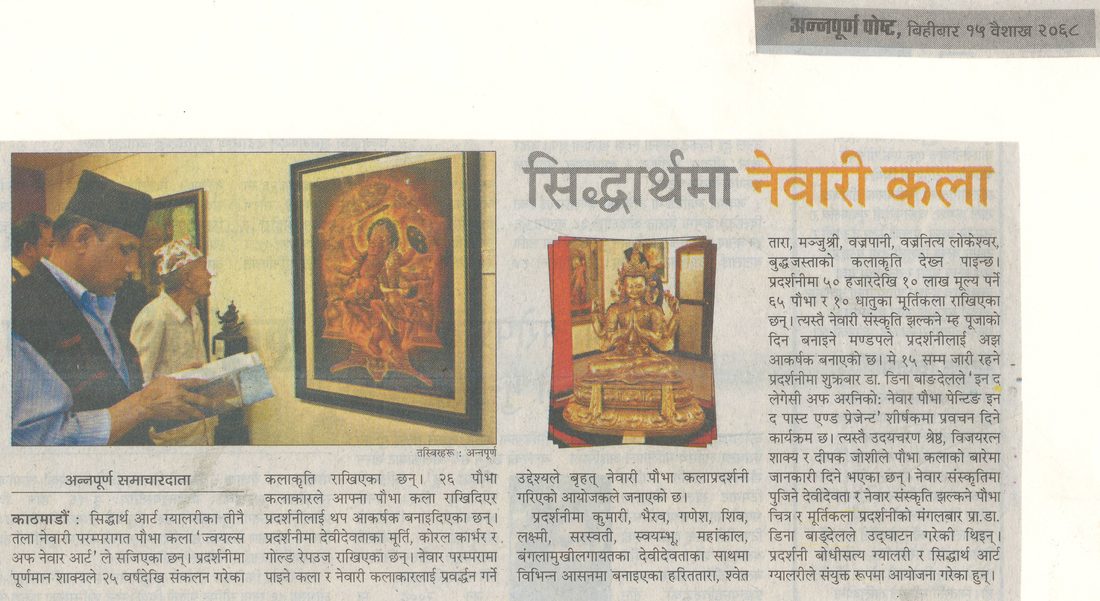 अन्नपूर्ण पोष्ट, बिहीबार १५ वैशाख २०६८
सिद्धार्थमा नेवारी कला
तस्बिरहरू : अन्नपूर्ण
अन्नपूर्ण समाचारदाता
काठमाडौं : सिद्धार्थ आर्ट ग्यालरीका तीनै
तला नेवारी परम्परागत पौभा कला ‘ज्वयल्स
अफ नेवार आर्ट’ ले सजिएका छन् । प्रदर्शनीमा
पूर्णमान शाक्यले २५ वर्षदेखि संकलन गरेका
कलाकृति राखिएका छन् । २६ पौभा
कलाकारले आफ्ना पौभा कला राखिदिएर
प्रदर्शनीलाई थप आकर्षक बनाइदिएका छन् ।
प्रदर्शनीमा देवीदेवताका मूर्ति, कोरल कार्भर र
गोल्ड रेपउज राखिएका छन् । नेवार परम्परामा
पाइने कला र नेवारी कलाकारलाई प्रवर्द्धन गर्ने
उद्देश्यले बृहत् नेवारी पौभा कलाप्रदर्शनी
गरिएको आयोजकले जनाएको छ ।
प्रदर्शनीमा कुमारी, भैरव, गणेश, शिव,
लक्ष्मी, सरस्वती, स्वयम्भू, महांकाल,
बंगलामुखीलगायतका देवीदेवताका साथमा
विभिन्न आसनमा बनाइएका हरिततारा, श्वेत
तारा, मञ्जुश्री, वज्रपानी, वज्रनित्य लोकेश्वर,
बुद्धजस्ताको कलाकृति देख्न पाइन्छ ।
प्रदर्शनीमा ५० हजारदेखि १० लाख मूल्य पर्ने
६५ पौभा र १० धातुका मूर्तिकला राखिएका
छन् । त्यस्तै नेवारी संस्कृति झल्कने म्ह पूजाको
दिन बनाइने मण्डपले प्रदर्शनीलाई अझ
आकर्षक बनाएको छ । मे १५ सम्म जारी रहने
प्रदर्शनीमा शुक्रबार डा. डिना बाङदेलले ‘इन द
लेगेसी अफ अरनिको: नेवार पौभा पेन्टिङ इन
द पास्ट एण्ड प्रेजेन्ट’ शीर्षकमा प्रवचन दिने
कार्यक्रम छ । त्यस्तै उदयचरण श्रेष्ठ, विजयरत्न
शाक्य र दीपक जोशीले पौभा कलाको बारेमा
जानकारी दिने भएका छन् । नेवार संस्कृतिमा
पुजिने देवीदेवता र नेवार संस्कृति झल्कने पौभा
चित्र र मूर्तिकला प्रदर्शनीको मंगलबार प्रा.डा.
डिना बाङ्देलले उद्घाटन गरेकी थिइन् ।
प्रदर्शनी बोधीसत्य ग्यालरी र सिद्धार्थ आर्ट
ग्यालरीले संयुक्त रूपमा आयोजना गरेका हुन् ।